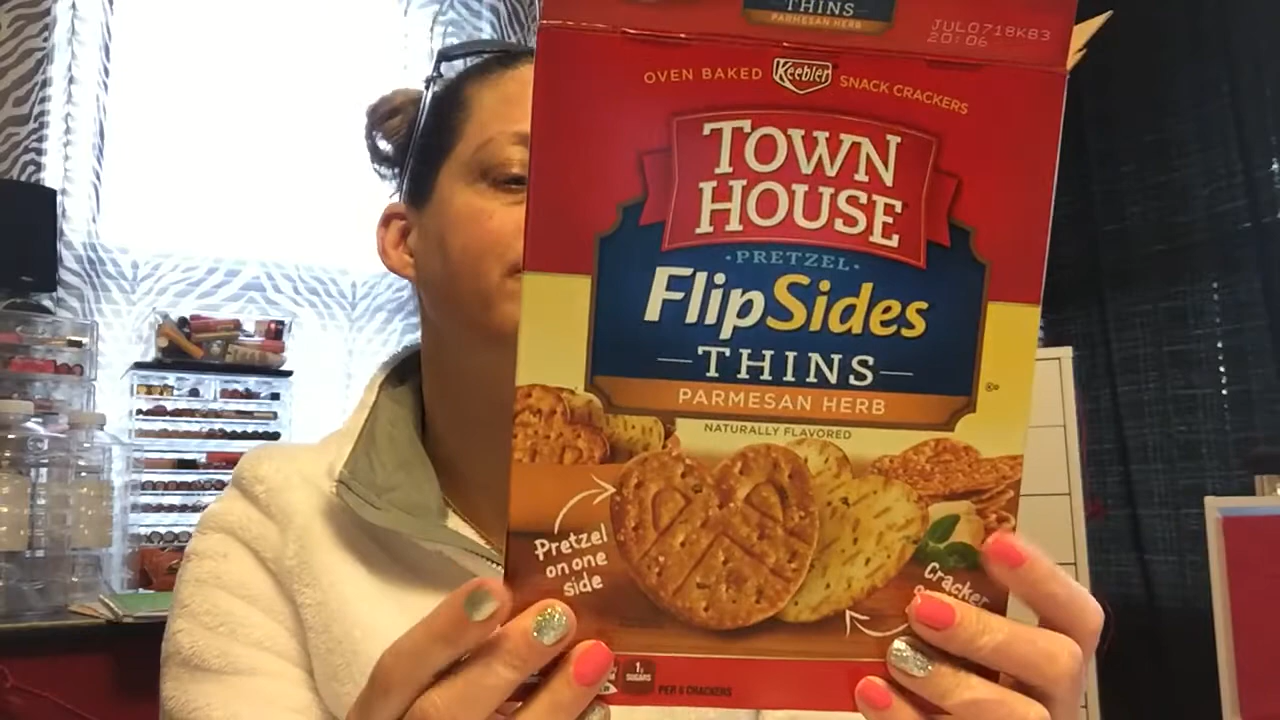 THINS
PARMESAN HERB
JUL0718KB3
20:06
OVEN BAKED Keebler SNACK CRACKERS
TOWN
HOUSE
·PRETZEL·
FlipSides
THINS
PARMESAN HERB
NATURALLY FLAVORED
Pretzel
on one
side
Cracker
1g
SUGARS
PER 6 CRACKERS